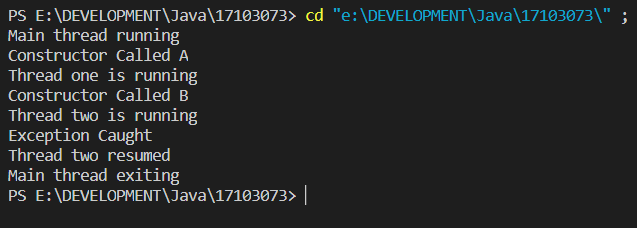 PS E:\DEVELOPMENT\Java\17103073> cd "e:\DEVELOPMENT\Java\17103073\" ;
Main thread running
Constructor Called A
Thread one is running
Constructor Called B
Thread two is running
Exception Caught
Thread two resumed
Main thread exiting
PS E:\DEVELOPMENT\Java\17103073>